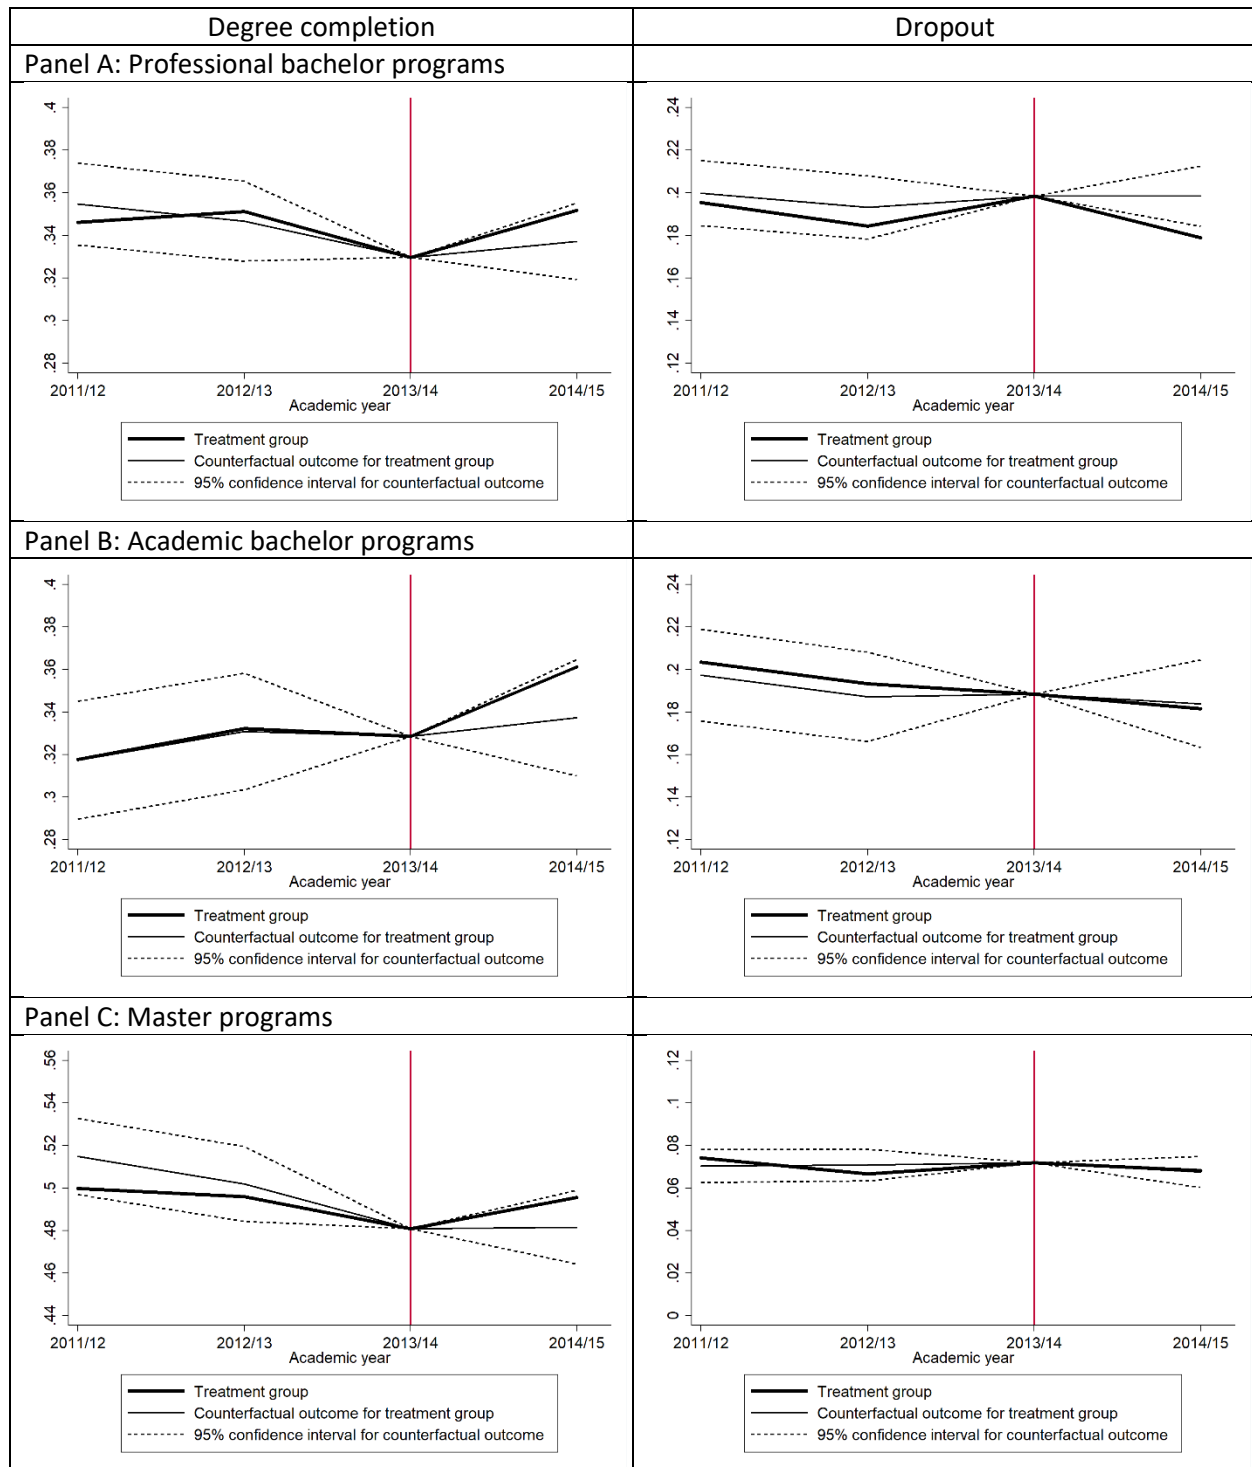 Degree completion
Dropout
Panel A: Professional bachelor programs
.4
.38
.36
.34
.32
.3
.28
2011/12 2012/13 2013/14 2014/15
Academic year
Treatment group
Counterfactual outcome for treatment group
95% confidence interval for counterfactual outcome
.24
.22
.2
.18
.16
.14
.12
2011/12 2012/13 2013/14 2014/15
Academic year
Treatment group
Counterfactual outcome for treatment group
95% confidence interval for counterfactual outcome
Panel B: Academic bachelor programs
.4
.38
.36
.34
.32
.3
.28
2011/12 2012/13 2013/14 2014/15
Academic year
Treatment group
Counterfactual outcome for treatment group
95% confidence interval for counterfactual outcome
.24
.22
.2
.18
.16
.14
.12
2011/12 2012/13 2013/14 2014/15
Academic year
Treatment group
Counterfactual outcome for treatment group
95% confidence interval for counterfactual outcome
Panel C: Master programs
.56
.54
.52
.5
.48
.46
.44
2011/12 2012/13 2013/14 2014/15
Academic year
Treatment group
Counterfactual outcome for treatment group
95% confidence interval for counterfactual outcome
.12
.1
.08
.06
.04
.02
0
2011/12 2012/13 2013/14 2014/15
Academic year
Treatment group
Counterfactual outcome for treatment group
95% confidence interval for counterfactual outcome